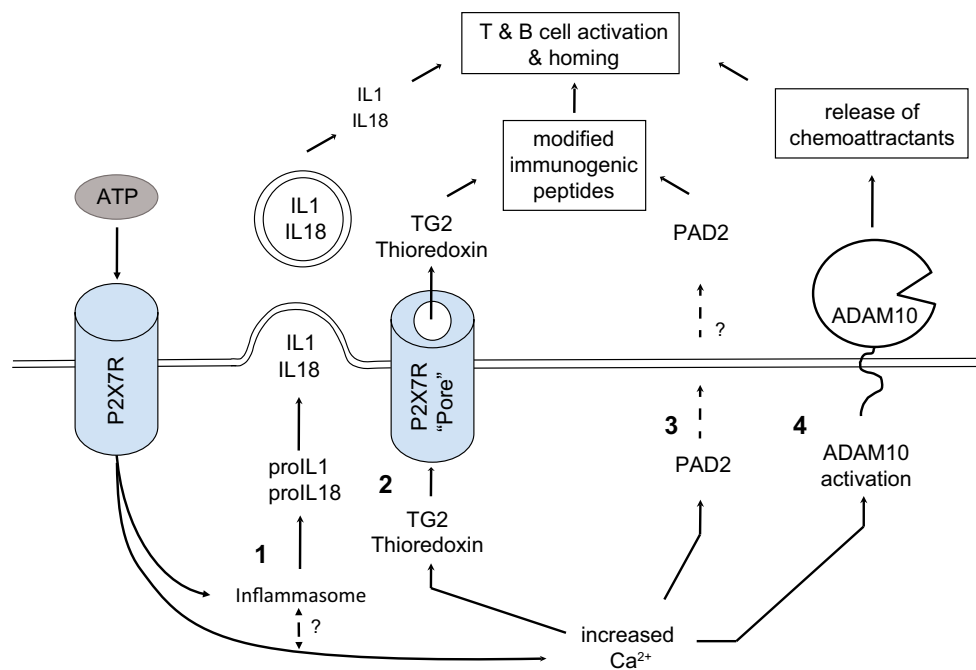 T & B cell activation
& homing
IL1
IL18
release of
chemoattractants
modified
immunogenic
peptides
ATP
IL1
IL18
TG2
Thioredoxin
PAD2
ADAM10
?
P2X7R
IL1
IL18
P2X7R
"Pore"
3
4
PAD2
ADAM10
activation
proIL1
proIL18
2
TG2
Thioredoxin
1
Inflammasome
?
increased
Ca²⁺